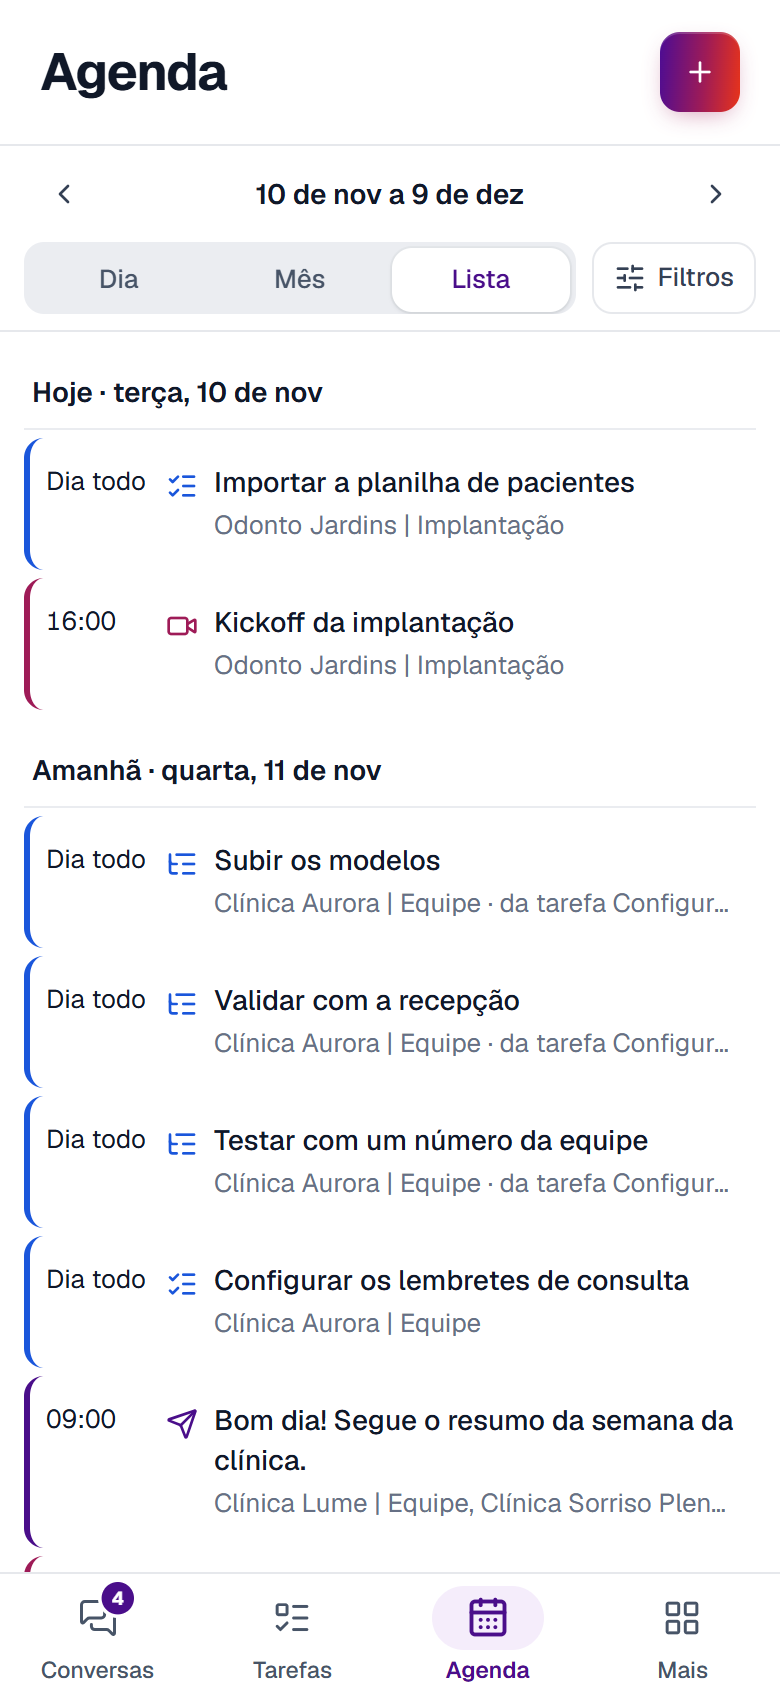 Agenda
10 de nov a 9 de dez
Dia
Mês
Lista
Filtros
Hoje · terça, 10 de nov
Dia todo
Importar a planilha de pacientes
Odonto Jardins | Implantação
16:00
Kickoff da implantação
Odonto Jardins | Implantação
Amanhã · quarta, 11 de nov
Dia todo
Subir os modelos
Clínica Aurora | Equipe · da tarefa Configur...
Dia todo
Validar com a recepção
Clínica Aurora | Equipe · da tarefa Configur...
Dia todo
Testar com um número da equipe
Clínica Aurora | Equipe · da tarefa Configur...
Dia todo
Configurar os lembretes de consulta
Clínica Aurora | Equipe
09:00
Bom dia! Segue o resumo da semana da
clínica.
Clínica Lume | Equipe, Clínica Sorriso Plen...
4
Conversas
Tarefas
Agenda
Mais